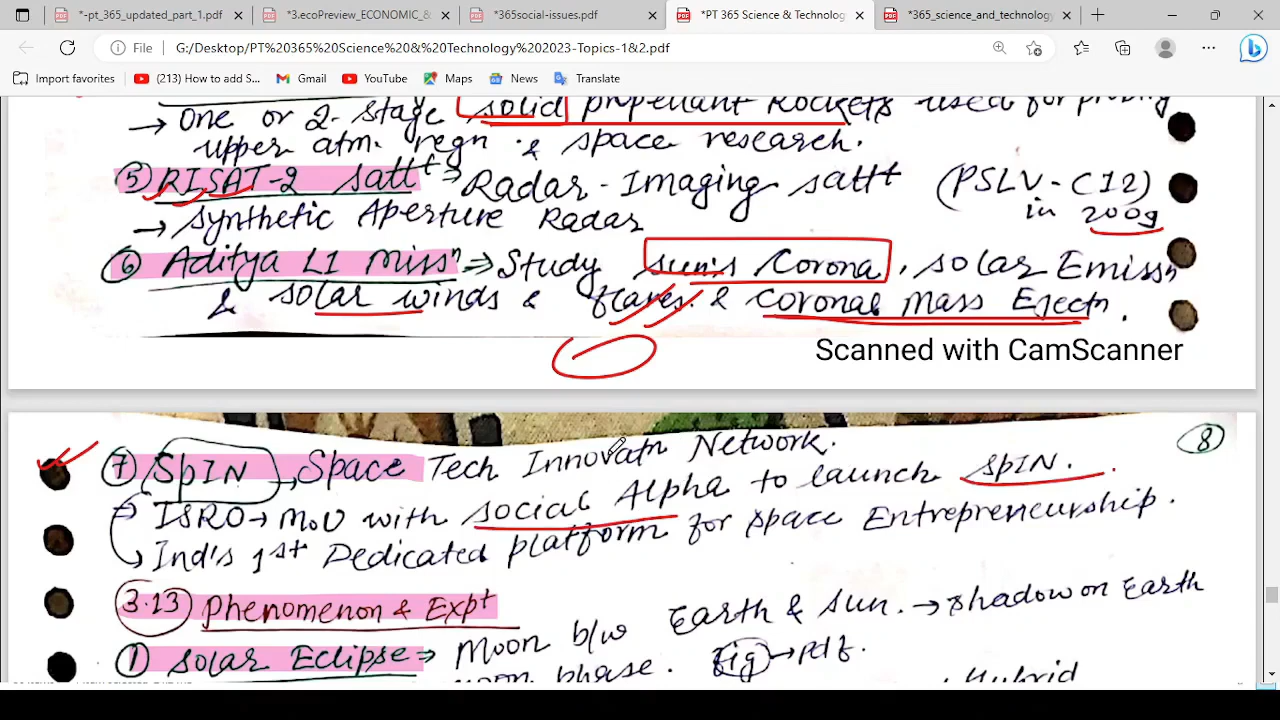 *-pt_365_updated_part_1.pdf
*3.ecoPreview_ECONOMIC_&
*365social-issues.pdf
*PT 365 Science & Technology
*365_science_and_technology
File G:/Desktop/PT%20365%20Science%20&%20Technology%202023-Topics-1&2.pdf
Import favorites
(213) How to add S...
Gmail
YouTube
Maps
News
Translate
→ One or 2-stage solid propellant Rockets used for probing
upper atm. regn & space research.
⑤ RISAT-2 Satt⇒ Radar-Imaging satt (PSLV-C12)
in 2009
→ Synthetic Aperture Radar
⑥ Aditya L1 Missn ⇒ Study sun's Corona, solar Emissn
& solar winds & flares & Coronal Mass Ejectn.
Scanned with CamScanner
8
⑦ SpIN → Space Tech Innovatn Network.
ISRO→ MoU with social Alpha to launch SpIN.
Ind's 1st Dedicated platform for space Entrepreneurship.
3.13 Phenomenon & Expt
① Solar Eclipse ⇒ Moon b/w Earth & Sun. → shadow on Earth
moon phase. fig → pdf. Hybrid